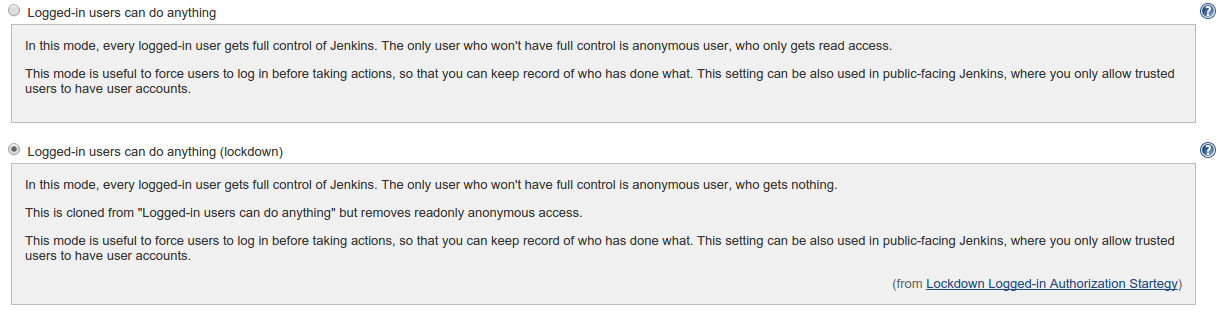 Logged-in users can do anything
In this mode, every logged-in user gets full control of Jenkins. The only user who won't have full control is anonymous user, who only gets read access.
This mode is useful to force users to log in before taking actions, so that you can keep record of who has done what. This setting can be also used in public-facing Jenkins, where you only allow trusted
users to have user accounts.
Logged-in users can do anything (lockdown)
In this mode, every logged-in user gets full control of Jenkins. The only user who won't have full control is anonymous user, who gets nothing.
This is cloned from "Logged-in users can do anything" but removes readonly anonymous access.
This mode is useful to force users to log in before taking actions, so that you can keep record of who has done what. This setting can be also used in public-facing Jenkins, where you only allow trusted
users to have user accounts.
(from Lockdown Logged-in Authorization Startegy)